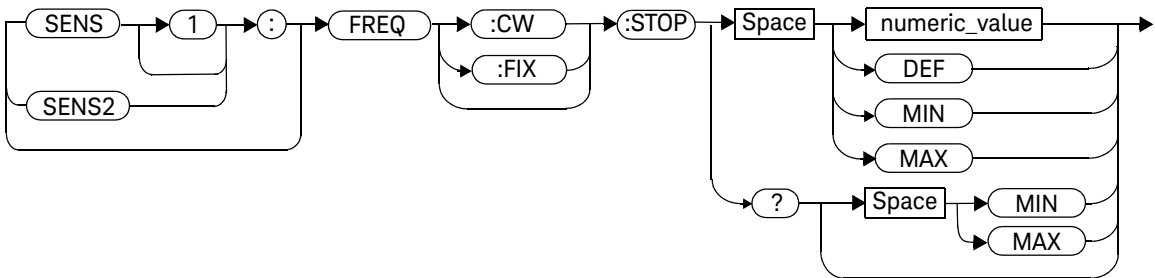 SENS 1 : FREQ :CW :STOP Space numeric_value
:FIX DEF
SENS2 MIN
MAX
? Space MIN
MAX